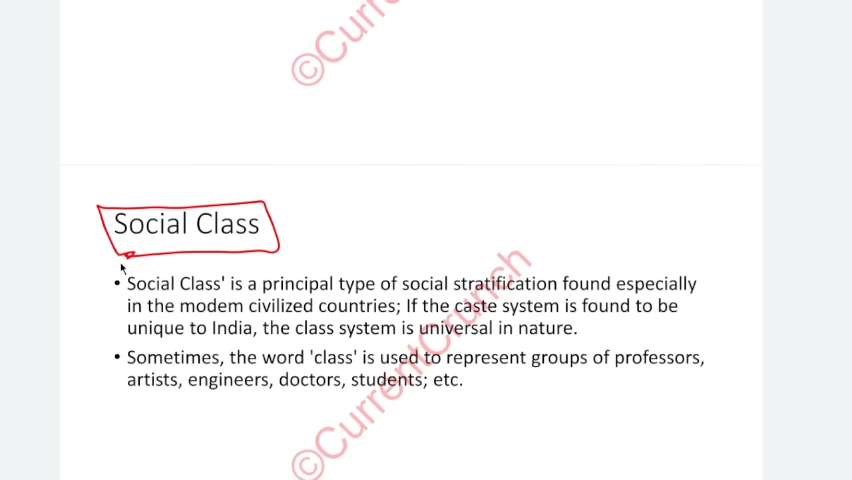 ©Curre
Social Class
• Social Class' is a principal type of social stratification found especially
in the modem civilized countries; If the caste system is found to be
unique to India, the class system is universal in nature.
• Sometimes, the word 'class' is used to represent groups of professors,
artists, engineers, doctors, students; etc.
©CurrentCrunch